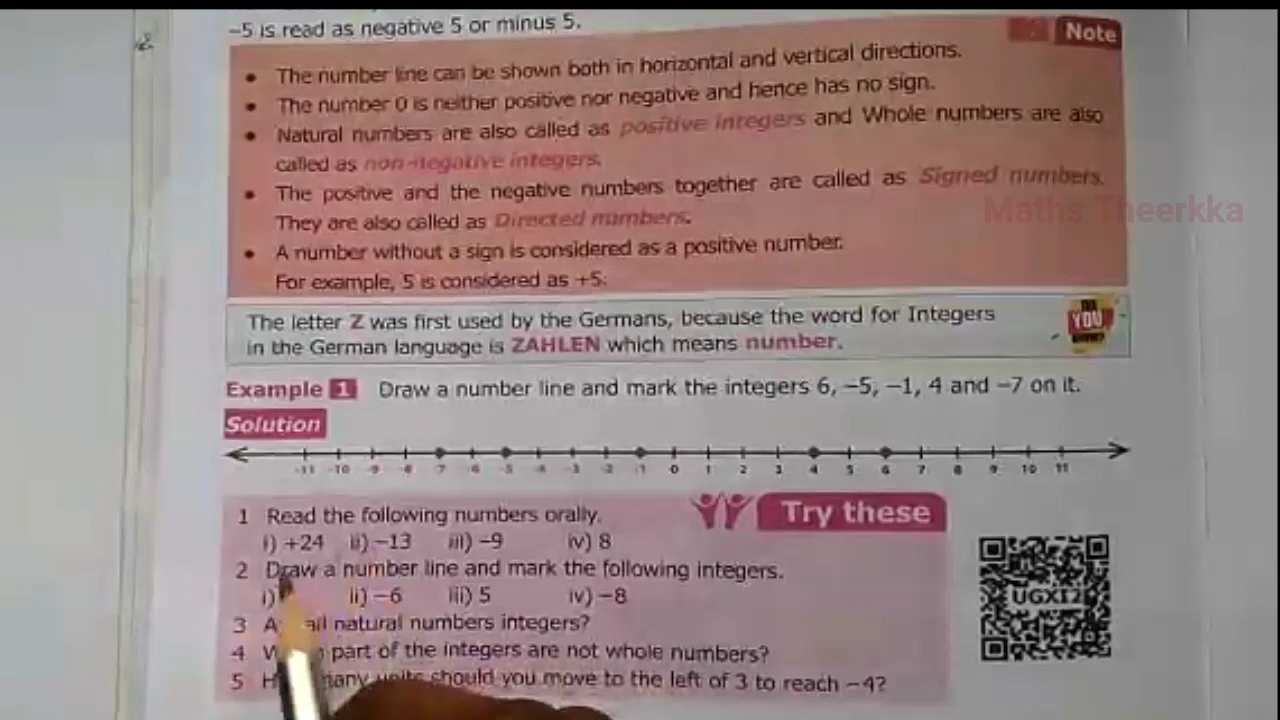 −5 is read as negative 5 or minus 5.
Note
• The number line can be shown both in horizontal and vertical directions.
• The number 0 is neither positive nor negative and hence has no sign.
• Natural numbers are also called as positive integers and Whole numbers are also
called as non-negative integers.
• The positive and the negative numbers together are called as Signed numbers.
They are also called as Directed numbers.
Maths Theerkka
• A number without a sign is considered as a positive number.
For example, 5 is considered as +5.
The letter Z was first used by the Germans, because the word for Integers
in the German language is ZAHLEN which means number.
YOU
Example 1 Draw a number line and mark the integers 6, −5, −1, 4 and −7 on it.
Solution
-11 -10 -9 -8 -7 -6 -5 -4 -3 -2 -1 0 1 2 3 4 5 6 7 8 9 10 11
Try these
1 Read the following numbers orally.
i) +24 ii) −13 iii) −9 iv) 8
2 Draw a number line and mark the following integers.
i) ii) −6 iii) 5 iv) −8
3 natural numbers integers?
4 part of the integers are not whole numbers?
5 many units should you move to the left of 3 to reach −4?
UGXI2